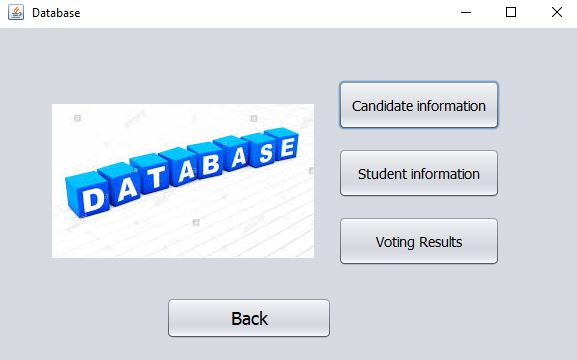 Database
DATABASE
Candidate information
Student information
Voting Results
Back